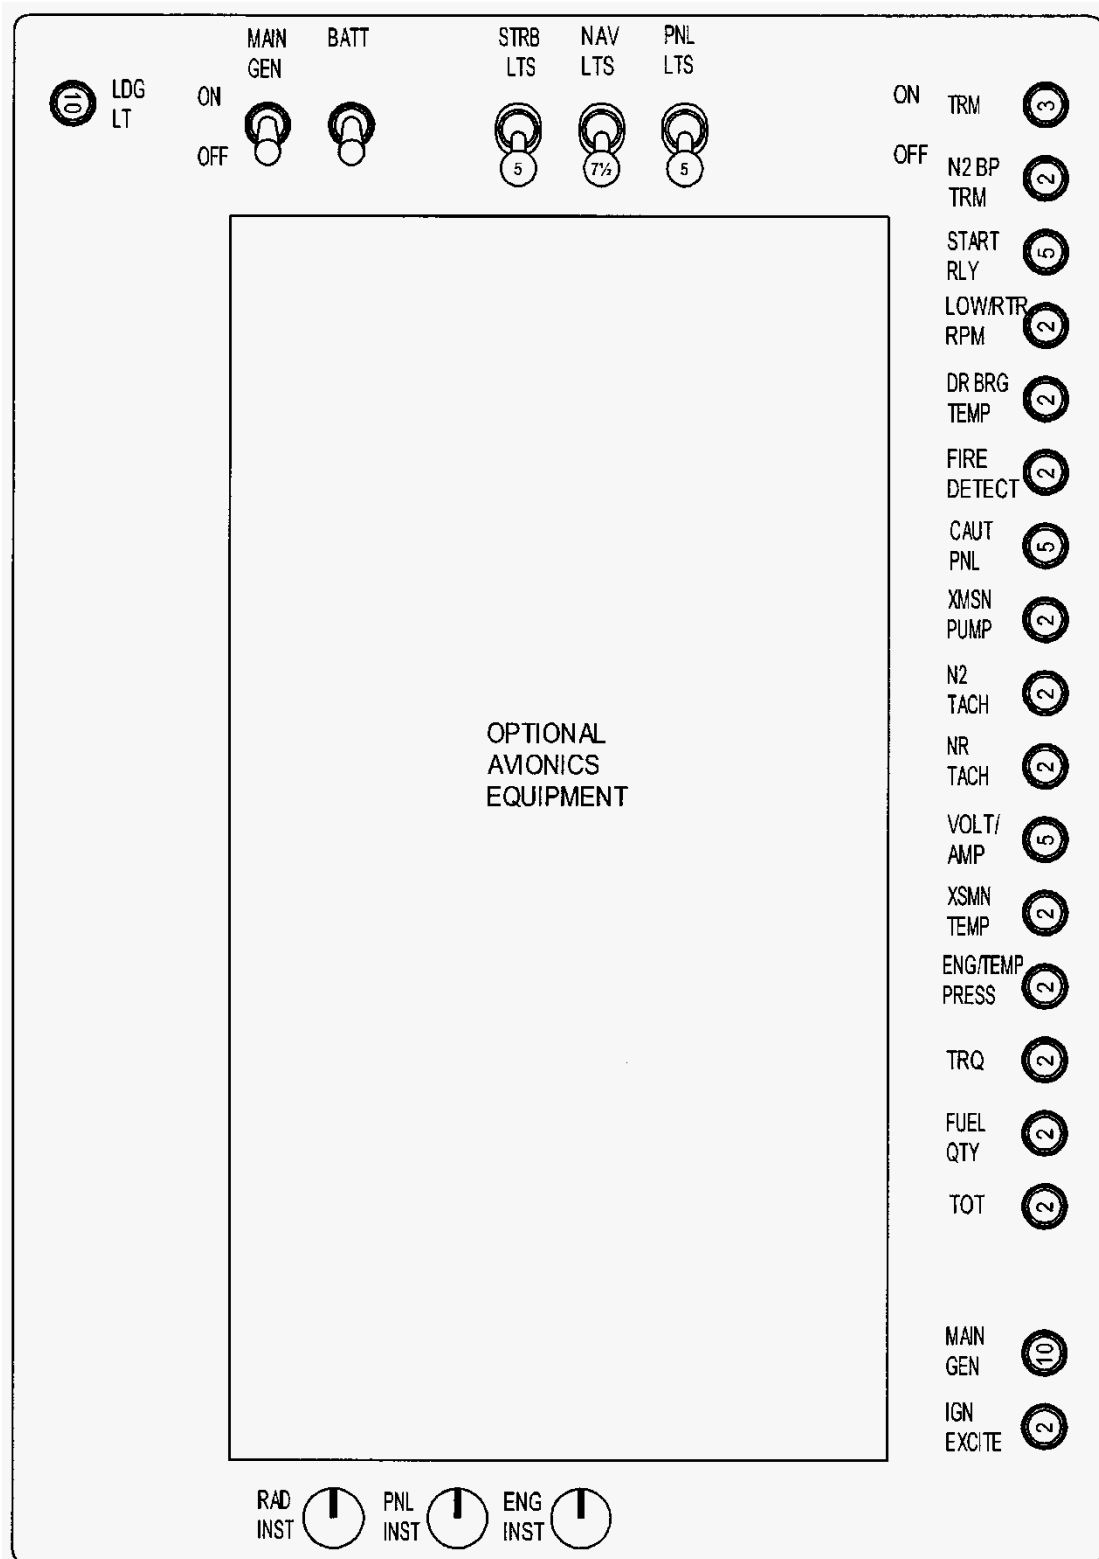 MAIN
GEN
BATT
STRB
LTS
NAV
LTS
PNL
LTS
10
LDG
LT
ON
OFF
5
7½
5
ON
OFF
TRM
3
N2 BP
TRM
2
START
RLY
5
LOW/RTR
RPM
2
DR BRG
TEMP
2
FIRE
DETECT
2
CAUT
PNL
5
XMSN
PUMP
2
N2
TACH
2
NR
TACH
2
VOLT/
AMP
5
XSMN
TEMP
2
ENG/TEMP
PRESS
2
TRQ
2
FUEL
QTY
2
TOT
2
MAIN
GEN
10
IGN
EXCITE
2
OPTIONAL
AVIONICS
EQUIPMENT
RAD
INST
PNL
INST
ENG
INST